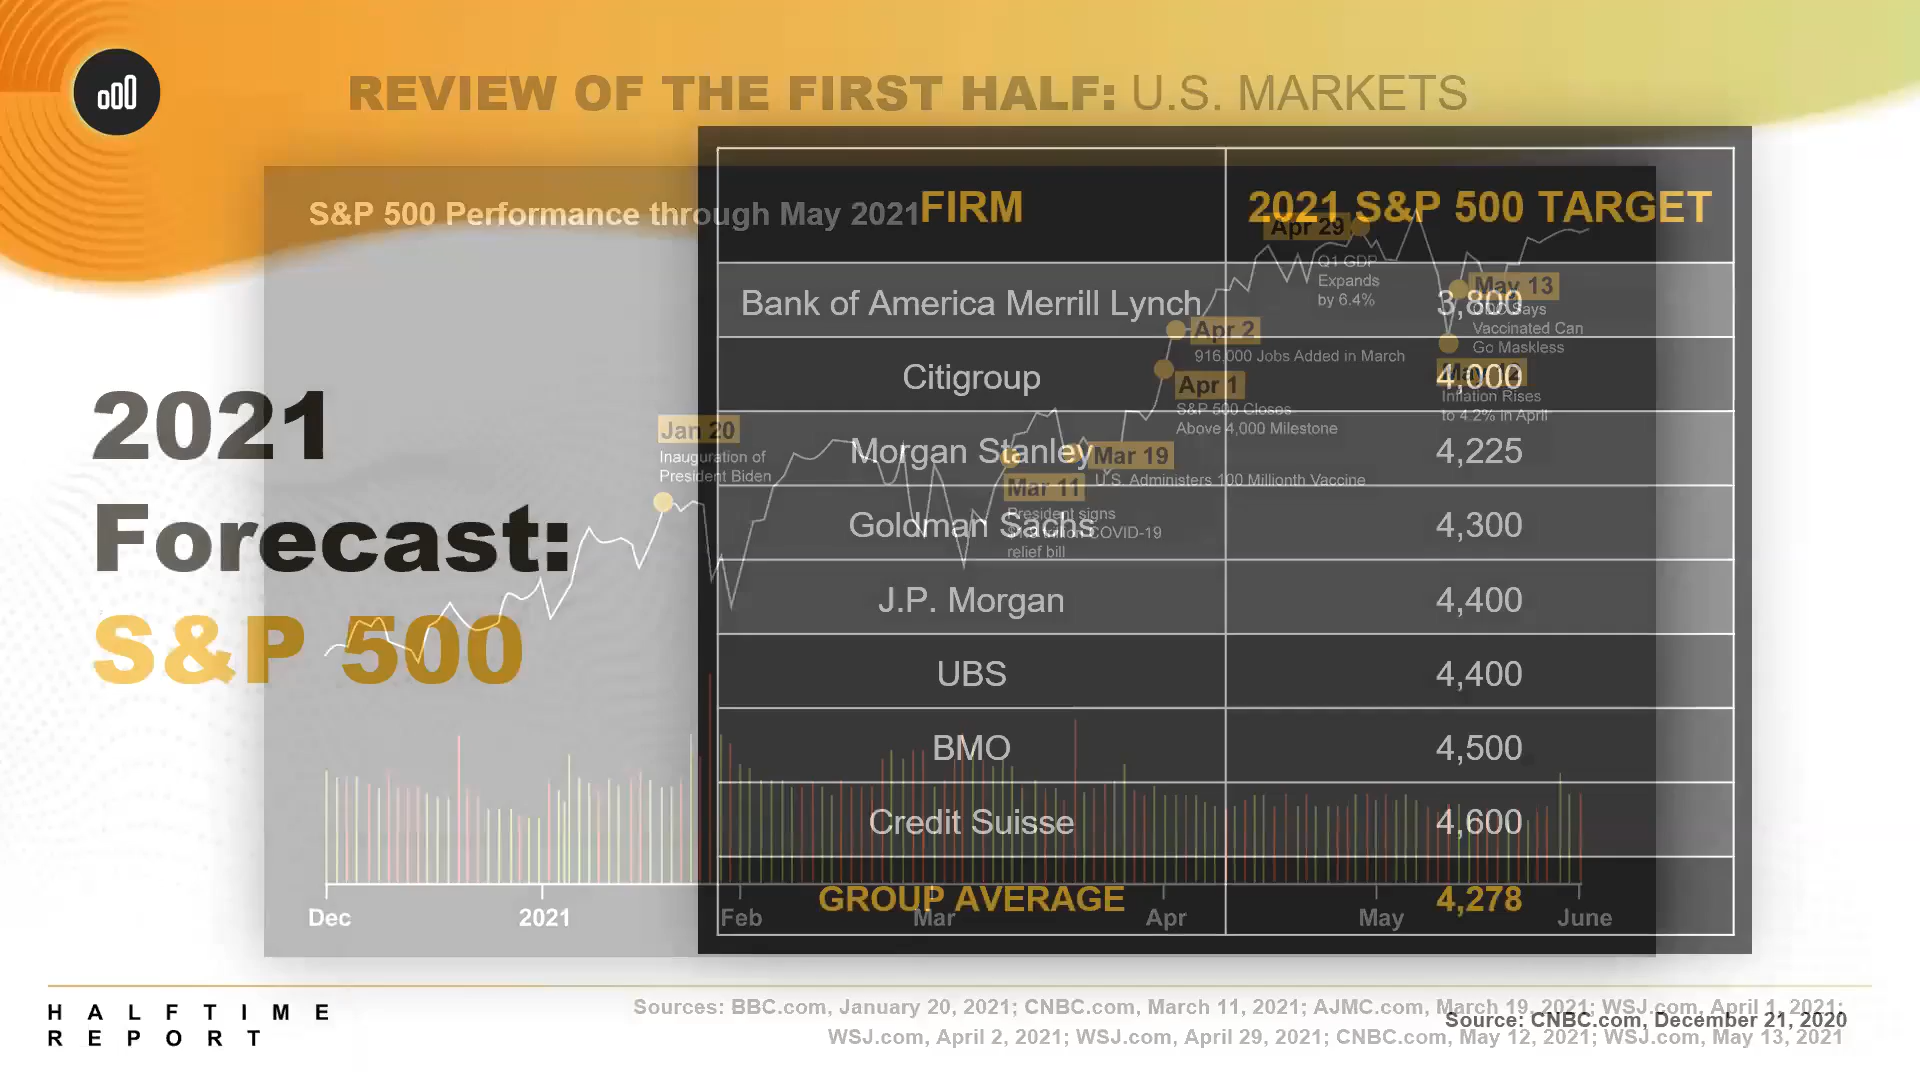 REVIEW OF THE FIRST HALF: U.S. MARKETS
2021
Forecast:
S&P 500
FIRM
2021 S&P 500 TARGET
Bank of America Merrill Lynch
3,800
Citigroup
4,000
Morgan Stanley
4,225
Goldman Sachs
4,300
J.P. Morgan
4,400
UBS
4,400
BMO
4,500
Credit Suisse
4,600
GROUP AVERAGE
4,278
S&P 500 Performance through May 2021
Jan 20
Inauguration of
President Biden
Mar 11
President signs
COVID-19
relief bill
Mar 19
U.S. Administers 100 Millionth Vaccine
Apr 1
S&P 500 Closes
Above 4,000 Milestone
Apr 2
916,000 Jobs Added in March
Apr 29
Q1 GDP
Expands
by 6.4%
May 12
Inflation Rises
to 4.2% in April
May 13
CDC Says
Vaccinated Can
Go Maskless
Dec
2021
Feb
Mar
Apr
May
June
HALFTIME
REPORT
Sources: BBC.com, January 20, 2021; CNBC.com, March 11, 2021; AJMC.com, March 19, 2021; WSJ.com, April 1, 2021;
WSJ.com, April 2, 2021; WSJ.com, April 29, 2021; CNBC.com, May 12, 2021; WSJ.com, May 13, 2021
Source: CNBC.com, December 21, 2020